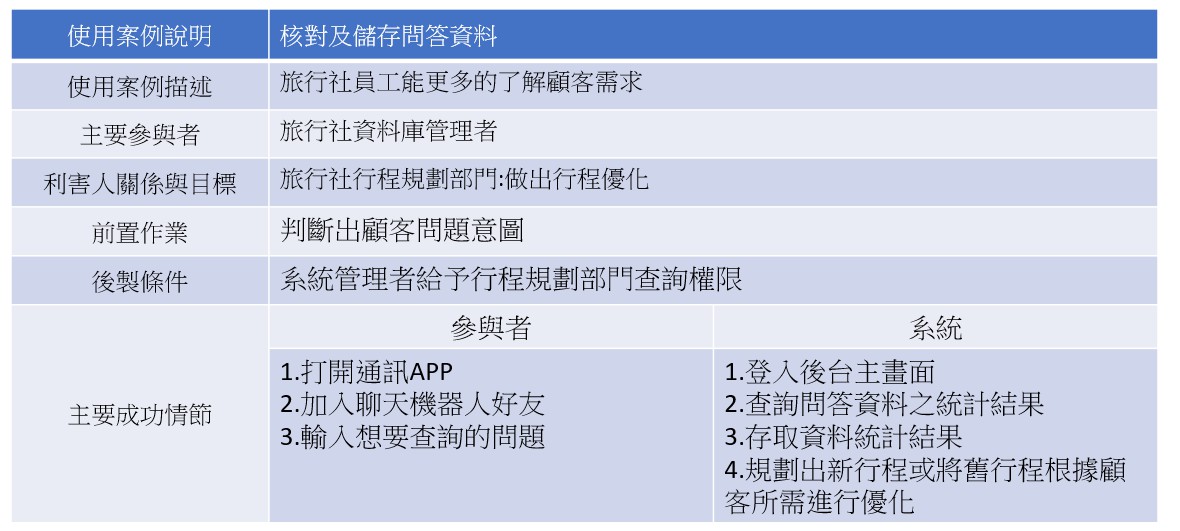 使用案例說明
核對及儲存問答資料
使用案例描述
旅行社員工能更多的了解顧客需求
主要參與者
旅行社資料庫管理者
利害人關係與目標
旅行社行程規劃部門:做出行程優化
前置作業
判斷出顧客問題意圖
後製條件
系統管理者給予行程規劃部門查詢權限
主要成功情節
參與者
1.打開通訊APP
2.加入聊天機器人好友
3.輸入想要查詢的問題
系統
1.登入後台主畫面
2.查詢問答資料之統計結果
3.存取資料統計結果
4.規劃出新行程或將舊行程根據顧
客所需進行優化